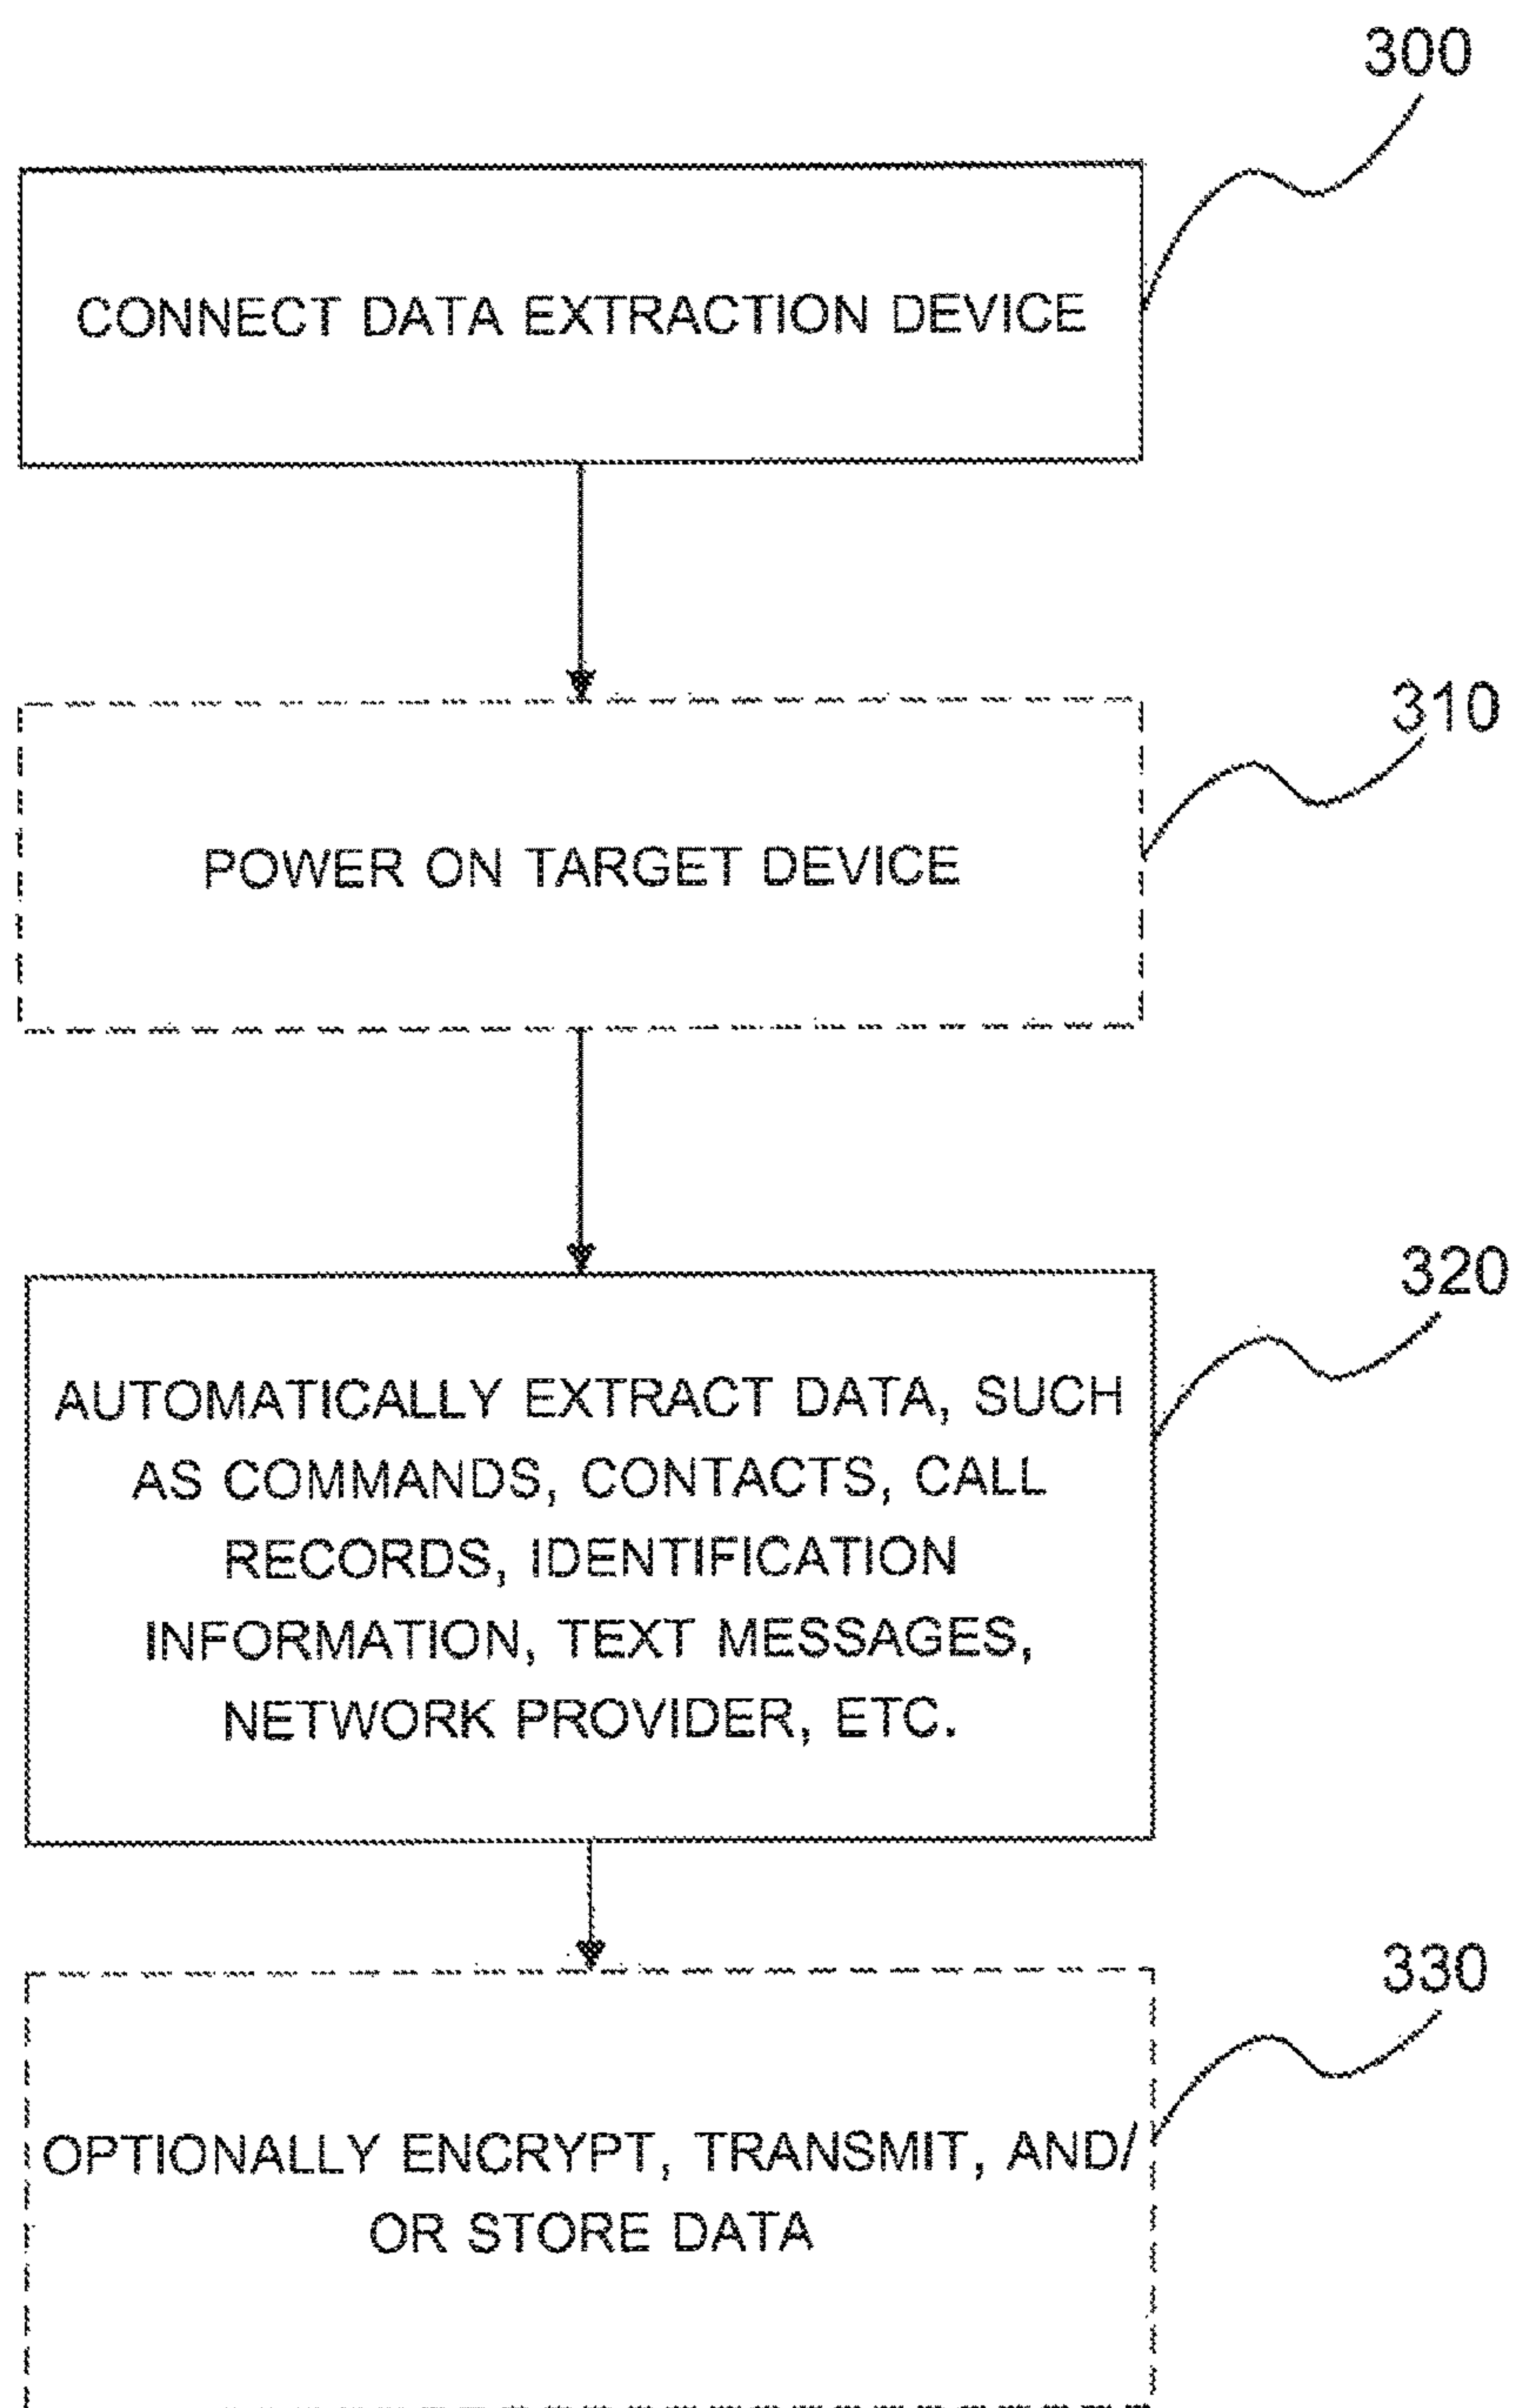 300
CONNECT DATA EXTRACTION DEVICE
310
POWER ON TARGET DEVICE
320
AUTOMATICALLY EXTRACT DATA, SUCH
AS COMMANDS, CONTACTS, CALL
RECORDS, IDENTIFICATION
INFORMATION, TEXT MESSAGES,
NETWORK PROVIDER, ETC.
330
OPTIONALLY ENCRYPT, TRANSMIT, AND/
OR STORE DATA